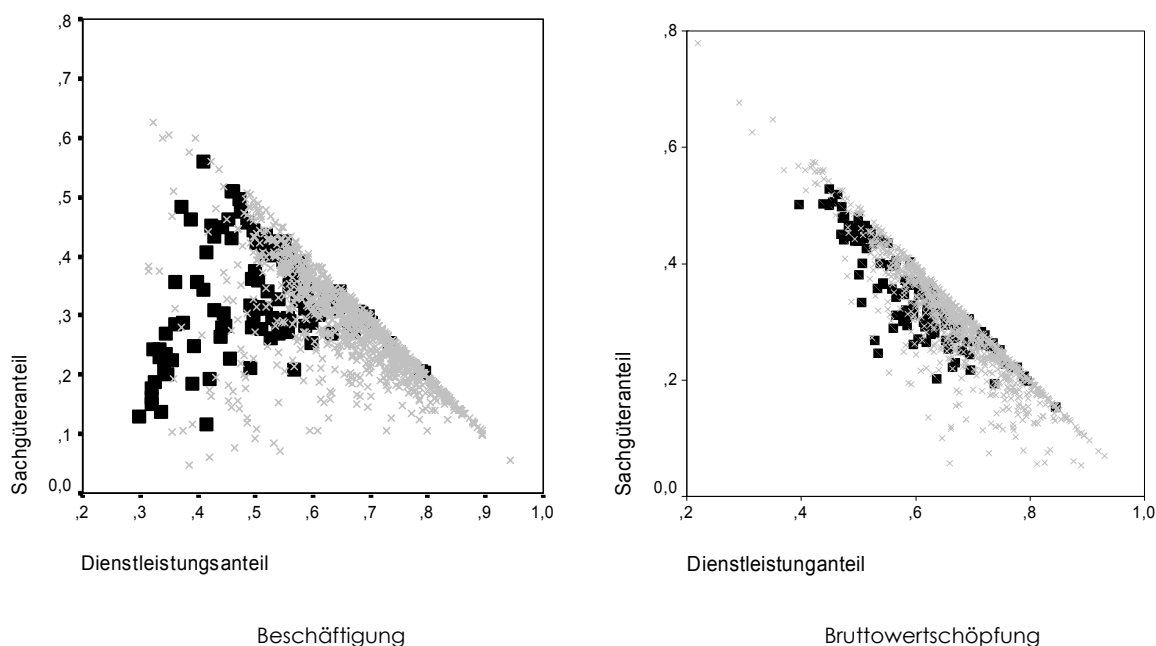 ,8
,7
,6
,5
,4
,3
,2
,1
0,0
Sachgüteranteil
,2 ,3 ,4 ,5 ,6 ,7 ,8 ,9 1,0
Dienstleistungsanteil
Beschäftigung
,8
,6
,4
,2
0,0
Sachgüteranteil
,2 ,4 ,6 ,8 1,0
Dienstleistunganteil
Bruttowertschöpfung